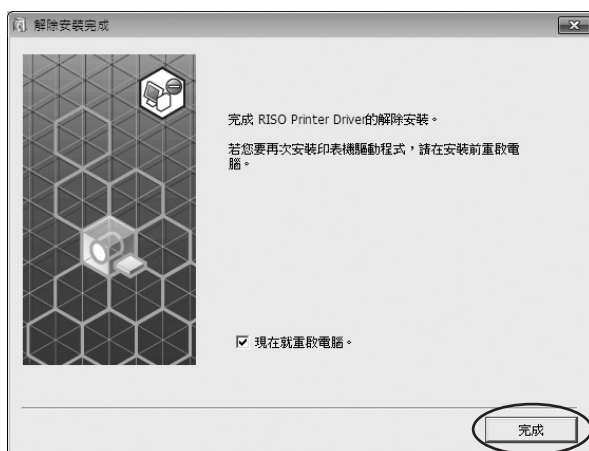 解除安裝完成
完成 RISO Printer Driver的解除安裝。
若您要再次安裝印表機驅動程式，請在安裝前重啟電
腦。
現在就重啟電腦。
完成